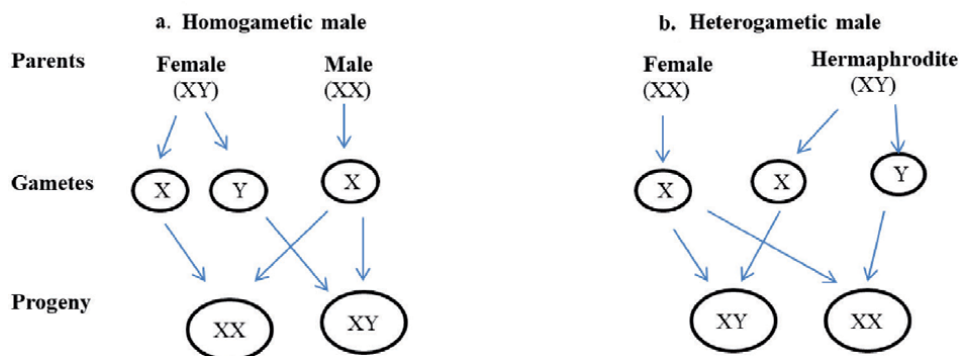 a. Homogametic male
b. Heterogametic male
Parents
Female
(XY)
Male
(XX)
Female
(XX)
Hermaphrodite
(XY)
Gametes
X
Y
X
X
X
Y
Progeny
XX
XY
XY
XX